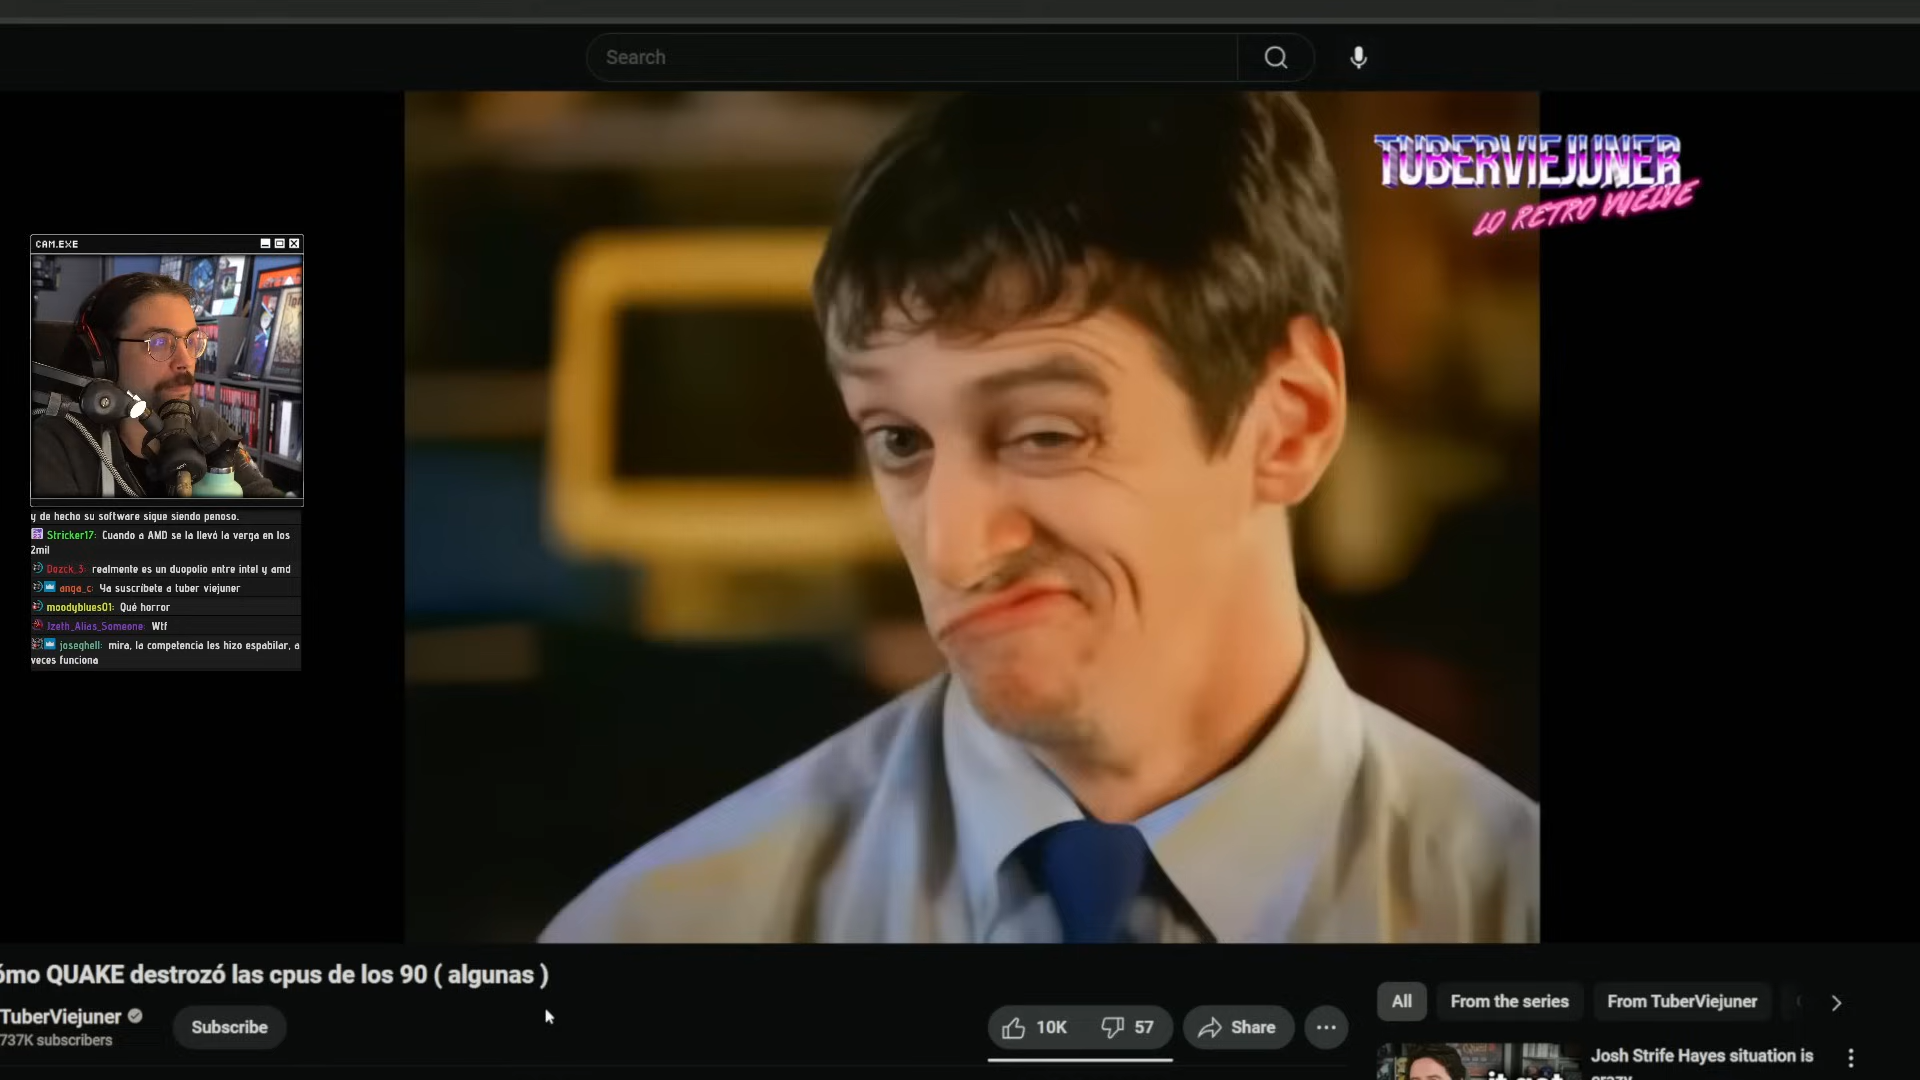 Search
TUBERVIEJUNER
LO RETRO VUELVE
CAM.EXE
y de hecho su software sigue siendo penoso.
Stricker17: Cuando a AMD se la llevó la verga en los
2mil
Dozck_3: realmente es un duopolio entre intel y amd
anga_c: Ya suscríbete a tuber viejuner
moodyblues01: Qué horror
Izeth_Alias_Someone: Wtf
joseghell: mira, la competencia les hizo espabilar, a
veces funciona
ómo QUAKE destrozó las cpus de los 90 ( algunas )
TuberViejuner
737K subscribers
Subscribe
10K
57
Share
All
From the series
From TuberViejuner
Josh Strife Hayes situation is